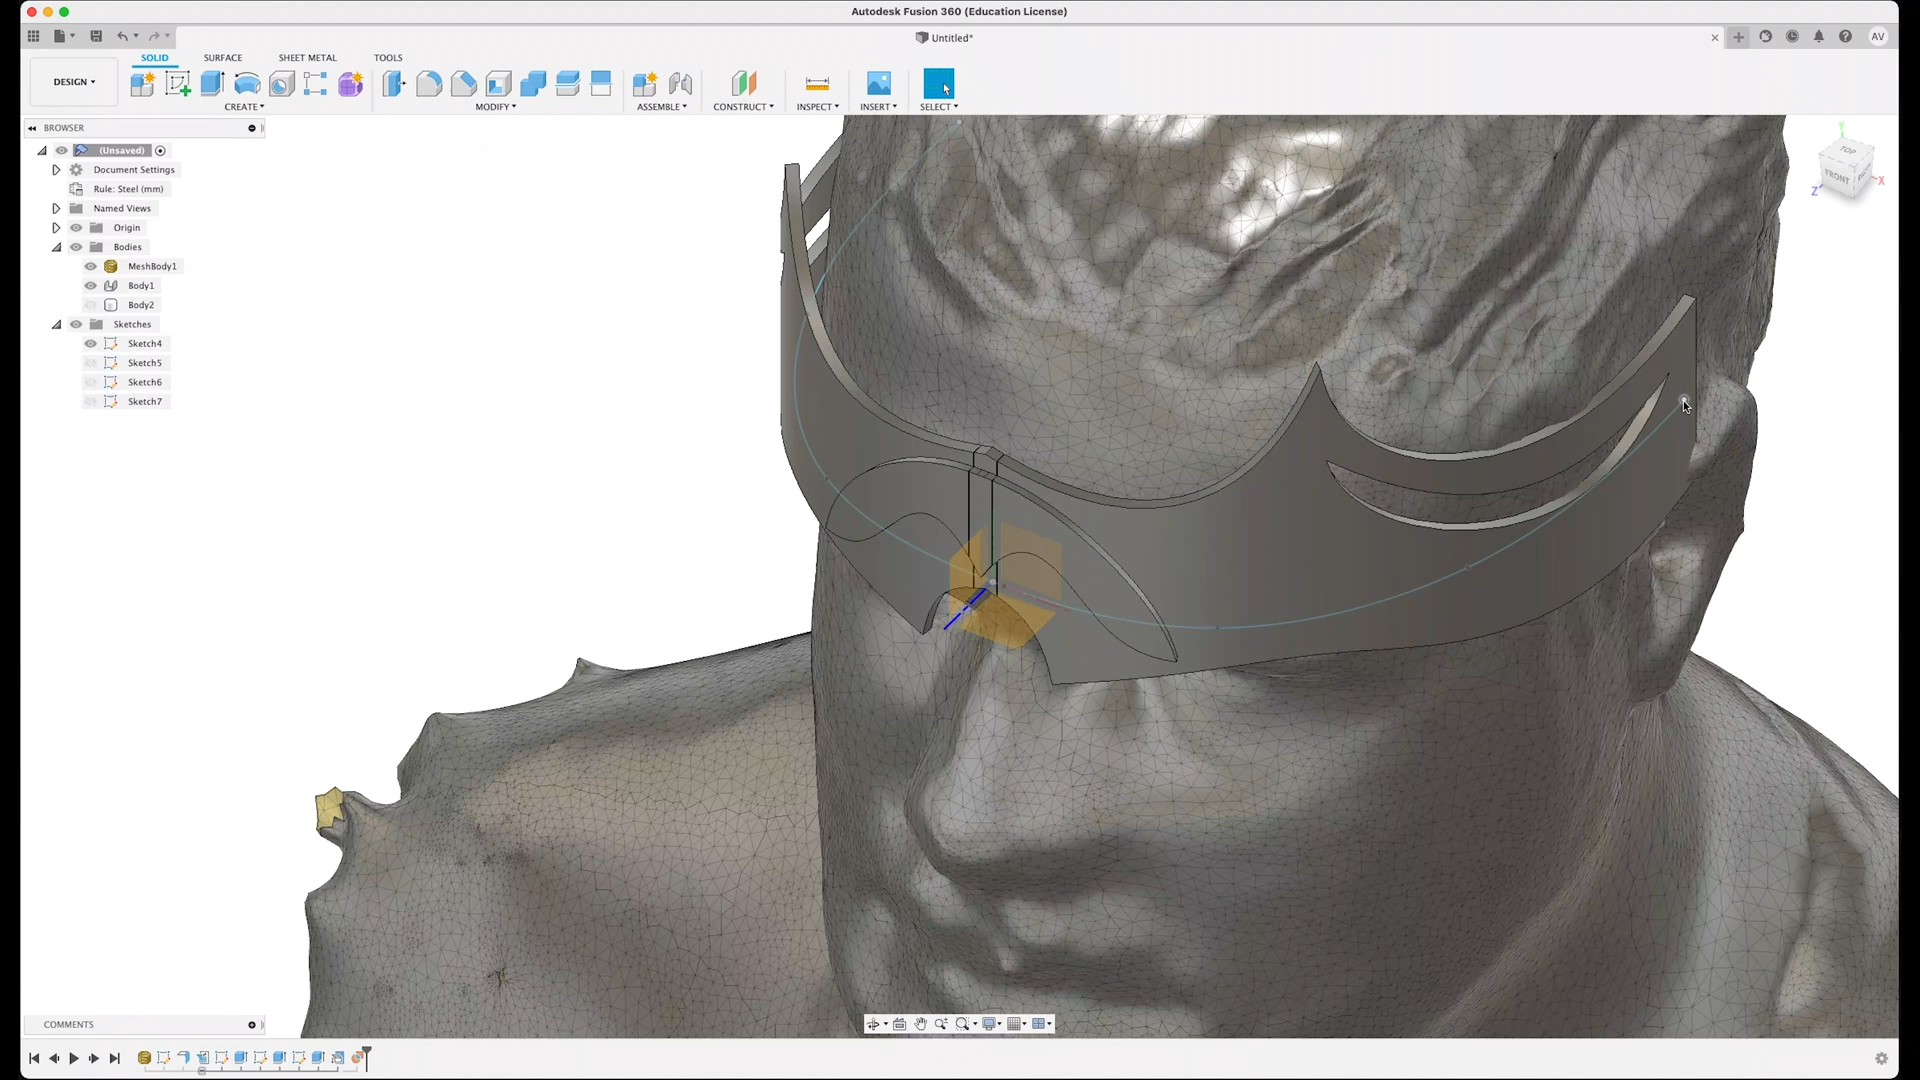 Autodesk Fusion 360 (Education License)
Untitled*
AV
DESIGN
SOLID
SURFACE
SHEET METAL
TOOLS
CREATE
MODIFY
ASSEMBLE
CONSTRUCT
INSPECT
INSERT
SELECT
BROWSER
(Unsaved)
Document Settings
Rule: Steel (mm)
Named Views
Origin
Bodies
MeshBody1
Body1
Body2
Sketches
Sketch4
Sketch5
Sketch6
Sketch7
Y
TOP
FRONT
X
Z
COMMENTS